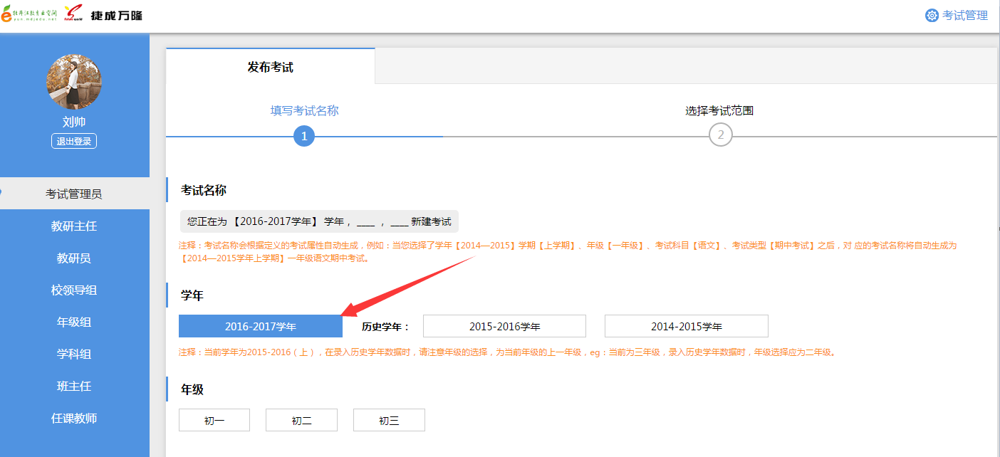 牡丹江教育云空间
yun.mdjedu.net
Future world
捷成万隆
考试管理
刘帅
退出登录
考试管理员
教研主任
教研员
校领导组
年级组
学科组
班主任
任课教师
发布考试
填写考试名称
选择考试范围
1
2
考试名称
您正在为 【2016-2017学年】 学年， ____ ， ____ 新建考试
注释：考试名称会根据定义的考试属性自动生成，例如：当您选择了学年【2014—2015】学期【上学期】、年级【一年级】、考试科目【语文】、考试类型【期中考试】之后，对 应的考试名称将自动生成为
【2014—2015学年上学期】一年级语文期中考试。
学年
2016-2017学年 历史学年： 2015-2016学年 2014-2015学年
注释：当前学年为2015-2016（上），在录入历史学年数据时，请注意年级的选择，为当前年级的上一年级，eg：当前为三年级，录入历史学年数据时，年级选择应为二年级。
年级
初一 初二 初三